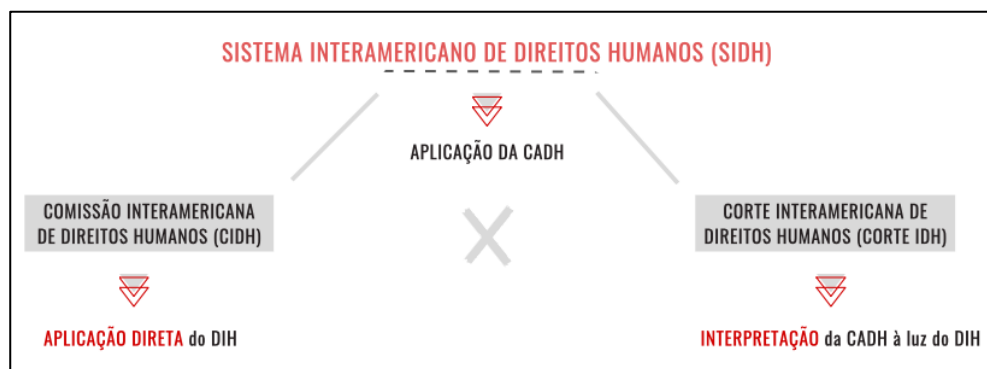 SISTEMA INTERAMERICANO DE DIREITOS HUMANOS (SIDH)
APLICAÇÃO DA CADH
COMISSÃO INTERAMERICANA
DE DIREITOS HUMANOS (CIDH)
APLICAÇÃO DIRETA do DIH
CORTE INTERAMERICANA DE
DIREITOS HUMANOS (CORTE IDH)
INTERPRETAÇÃO da CADH à luz do DIH